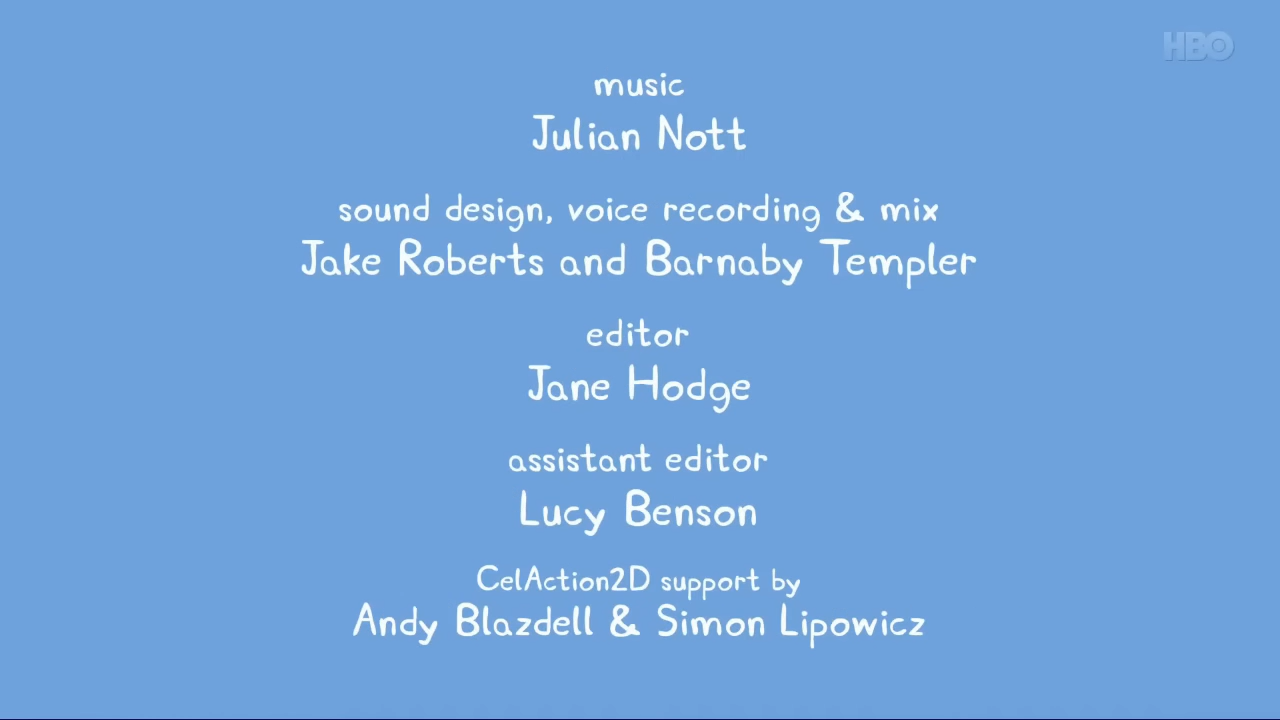 HBO
music
Julian Nott
sound design, voice recording & mix
Jake Roberts and Barnaby Templer
editor
Jane Hodge
assistant editor
Lucy Benson
CelAction2D support by
Andy Blazdell & Simon Lipowicz